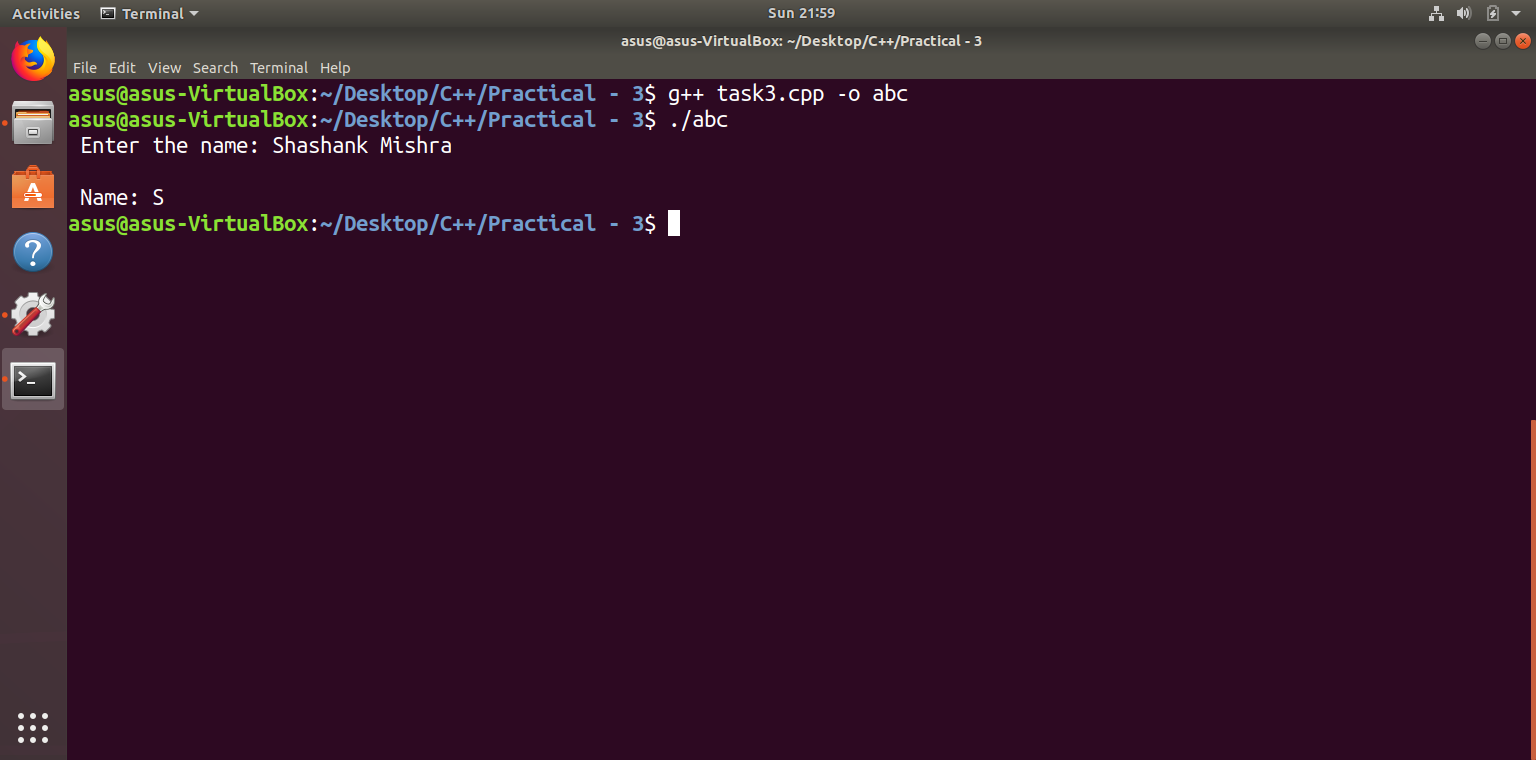 Activities Terminal Sun 21:59
asus@asus-VirtualBox: ~/Desktop/C++/Practical - 3
File Edit View Search Terminal Help
asus@asus-VirtualBox:~/Desktop/C++/Practical - 3$ g++ task3.cpp -o abc
asus@asus-VirtualBox:~/Desktop/C++/Practical - 3$ ./abc
Enter the name: Shashank Mishra
Name: S
asus@asus-VirtualBox:~/Desktop/C++/Practical - 3$